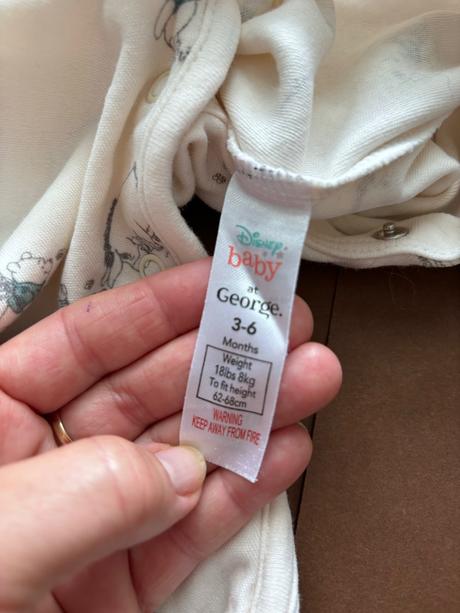 Disney
baby
at
George.
3-6
Months
Weight
18lbs 8kg
To fit height
62-68cm
WARNING
KEEP AWAY FROM FIRE